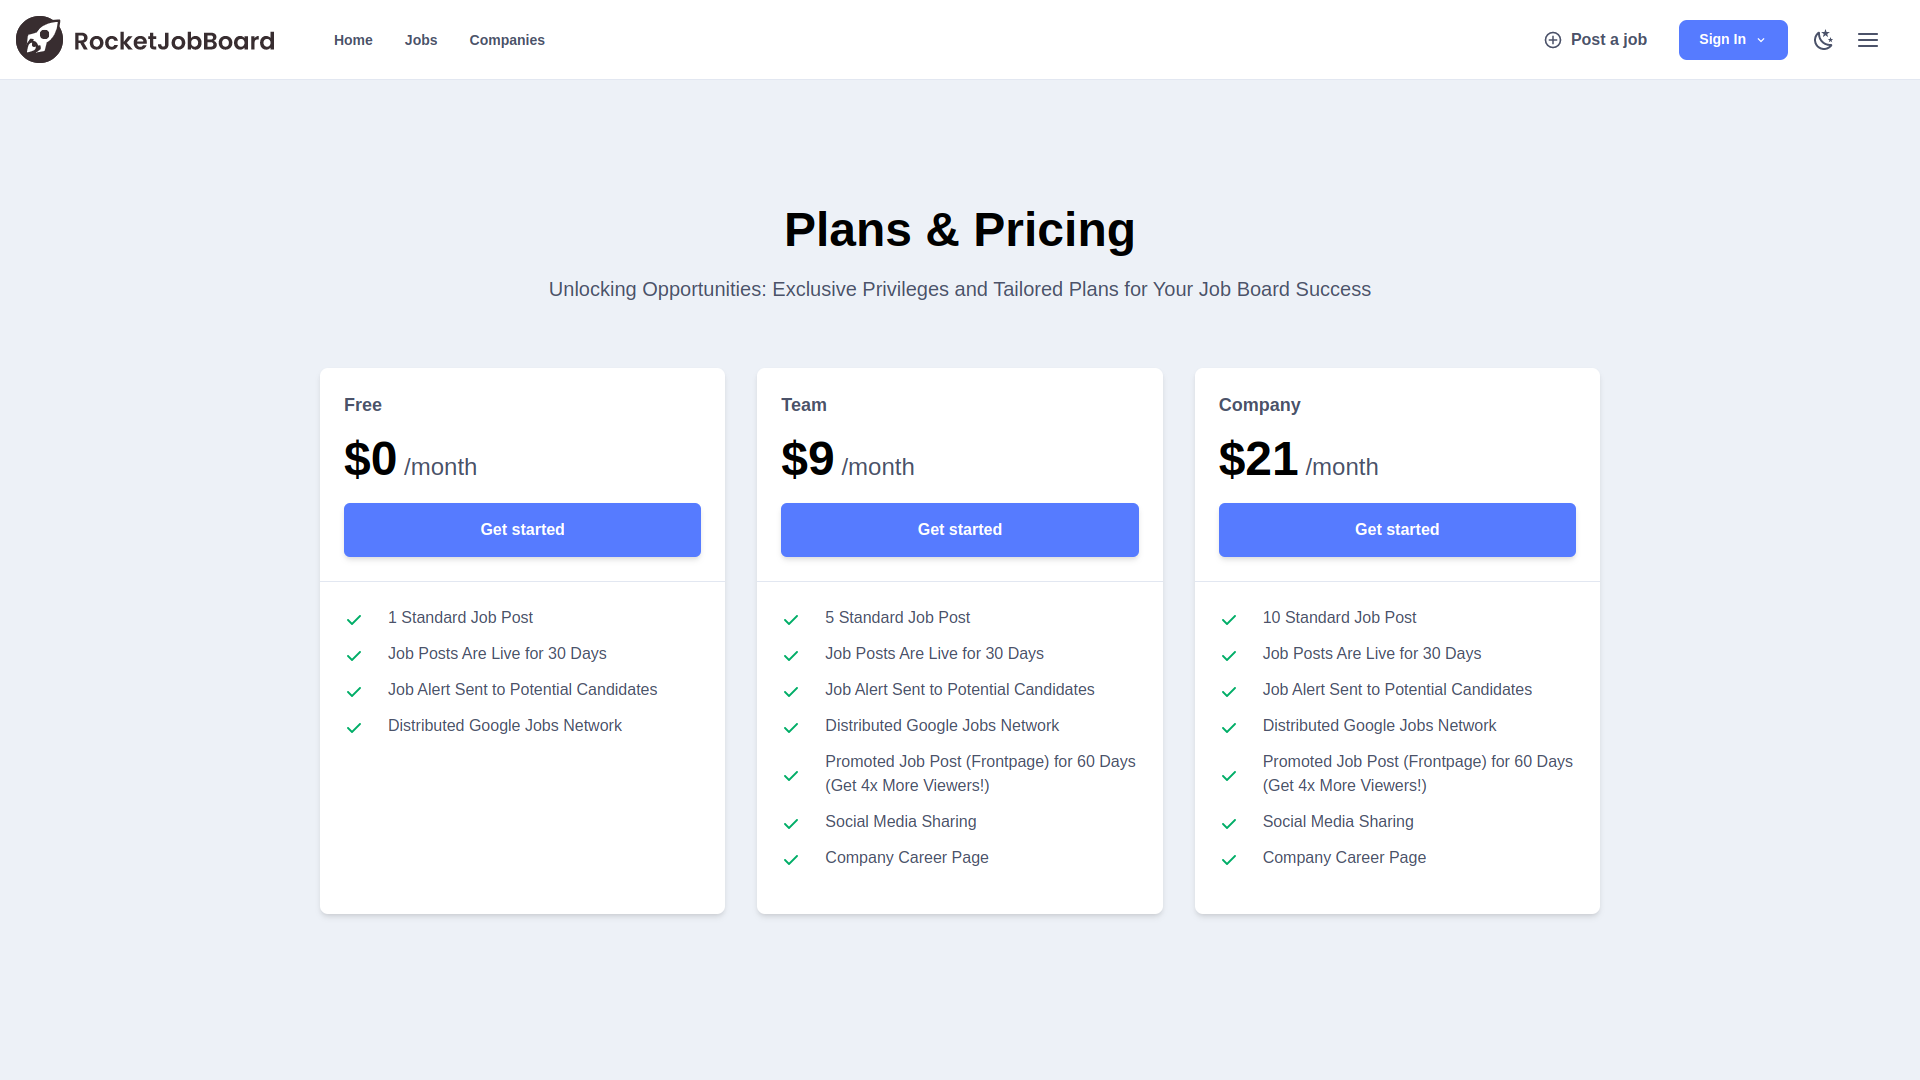 RocketJobBoard
Home
Jobs
Companies
Post a job
Sign In
Plans & Pricing
Unlocking Opportunities: Exclusive Privileges and Tailored Plans for Your Job Board Success
Free
$0 /month
Get started
1 Standard Job Post
Job Posts Are Live for 30 Days
Job Alert Sent to Potential Candidates
Distributed Google Jobs Network
Team
$9 /month
Get started
5 Standard Job Post
Job Posts Are Live for 30 Days
Job Alert Sent to Potential Candidates
Distributed Google Jobs Network
Promoted Job Post (Frontpage) for 60 Days
(Get 4x More Viewers!)
Social Media Sharing
Company Career Page
Company
$21 /month
Get started
10 Standard Job Post
Job Posts Are Live for 30 Days
Job Alert Sent to Potential Candidates
Distributed Google Jobs Network
Promoted Job Post (Frontpage) for 60 Days
(Get 4x More Viewers!)
Social Media Sharing
Company Career Page